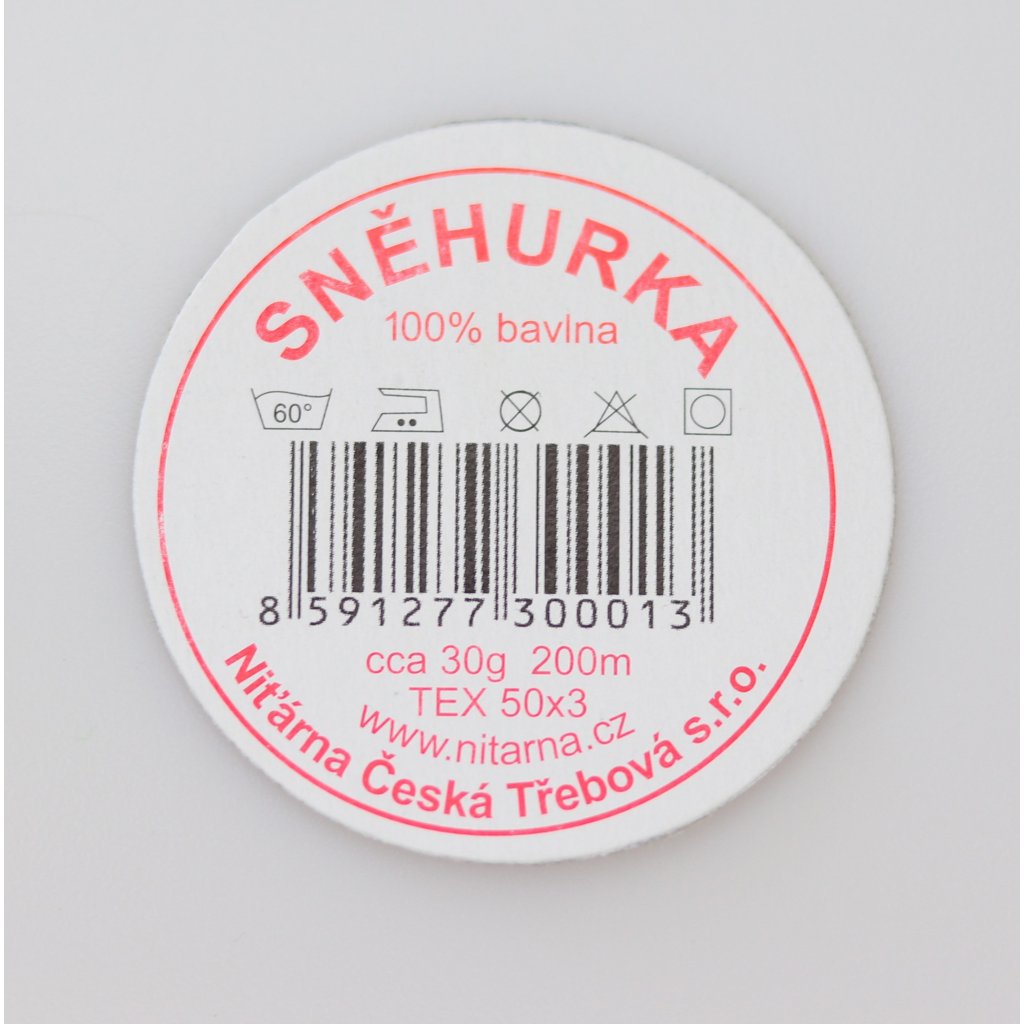 SNĚHURKA
100% bavlna
60°
8 591277 300013
cca 30g 200m
TEX 50x3
www.nitarna.cz
Niťárna Česká Třebová s.r.o.